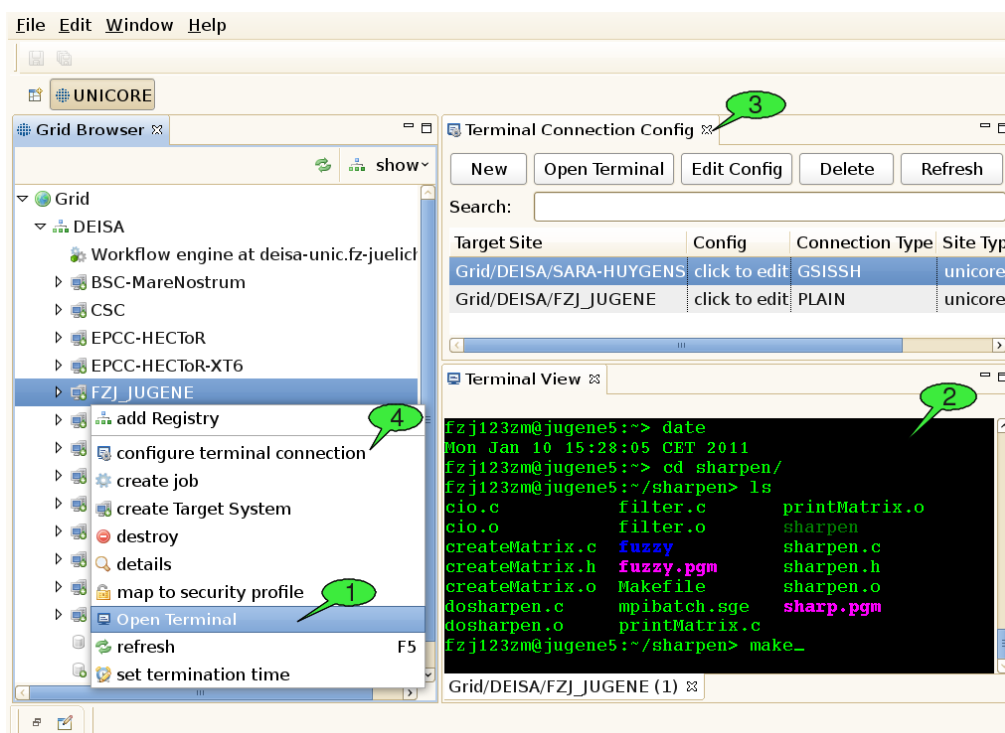 File Edit Window Help
UNICORE
Grid Browser
show
Grid
DEISA
Workflow engine at deisa-unic.fz-juelich
BSC-MareNostrum
CSC
EPCC-HECToR
EPCC-HECToR-XT6
FZJ_JUGENE
add Registry
4
configure terminal connection
create job
create Target System
destroy
details
map to security profile
1
Open Terminal
refresh F5
set termination time
3
Terminal Connection Config
New Open Terminal Edit Config Delete Refresh
Search:
Target Site Config Connection Type Site Typ
Grid/DEISA/SARA-HUYGENS click to edit GSISSH unicore
Grid/DEISA/FZJ_JUGENE click to edit PLAIN unicore
Terminal View
2
fzj123zm@jugene5:~> date
Mon Jan 10 15:28:05 CET 2011
fzj123zm@jugene5:~> cd sharpen/
fzj123zm@jugene5:~/sharpen> ls
cio.c filter.c printMatrix.o
cio.o filter.o sharpen
createMatrix.c fuzzy sharpen.c
createMatrix.h fuzzy.pgm sharpen.h
createMatrix.o Makefile sharpen.o
dosharpen.c mpibatch.sge sharp.pgm
dosharpen.o printMatrix.c
fzj123zm@jugene5:~/sharpen> make_
Grid/DEISA/FZJ_JUGENE (1)